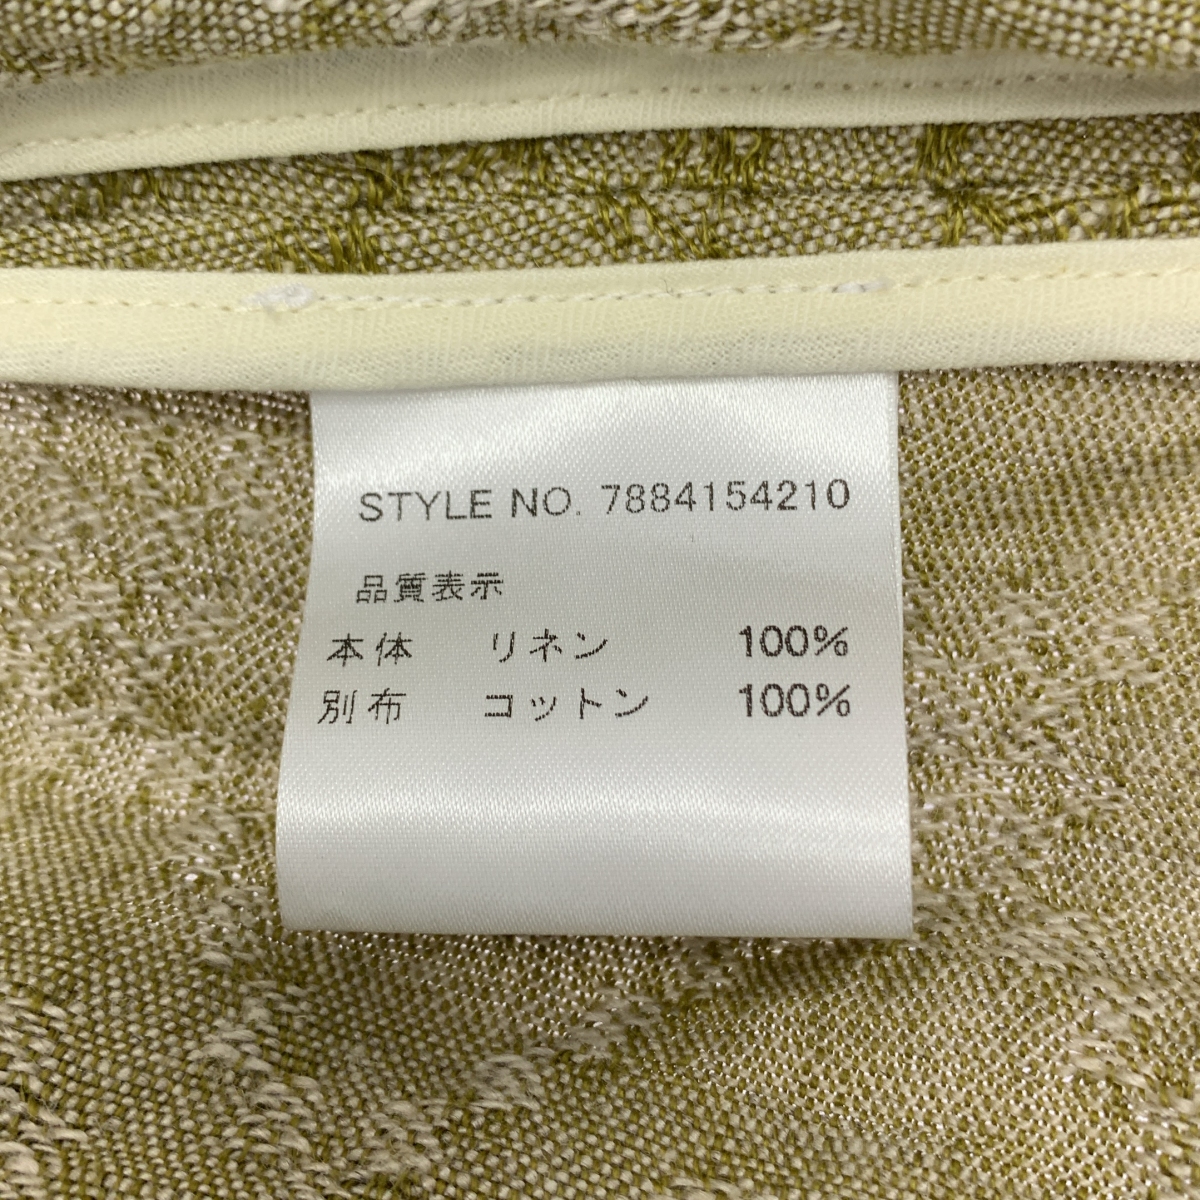 STYLE NO. 7884154210
品質表示
本体 リネン 100%
別布 コットン 100%